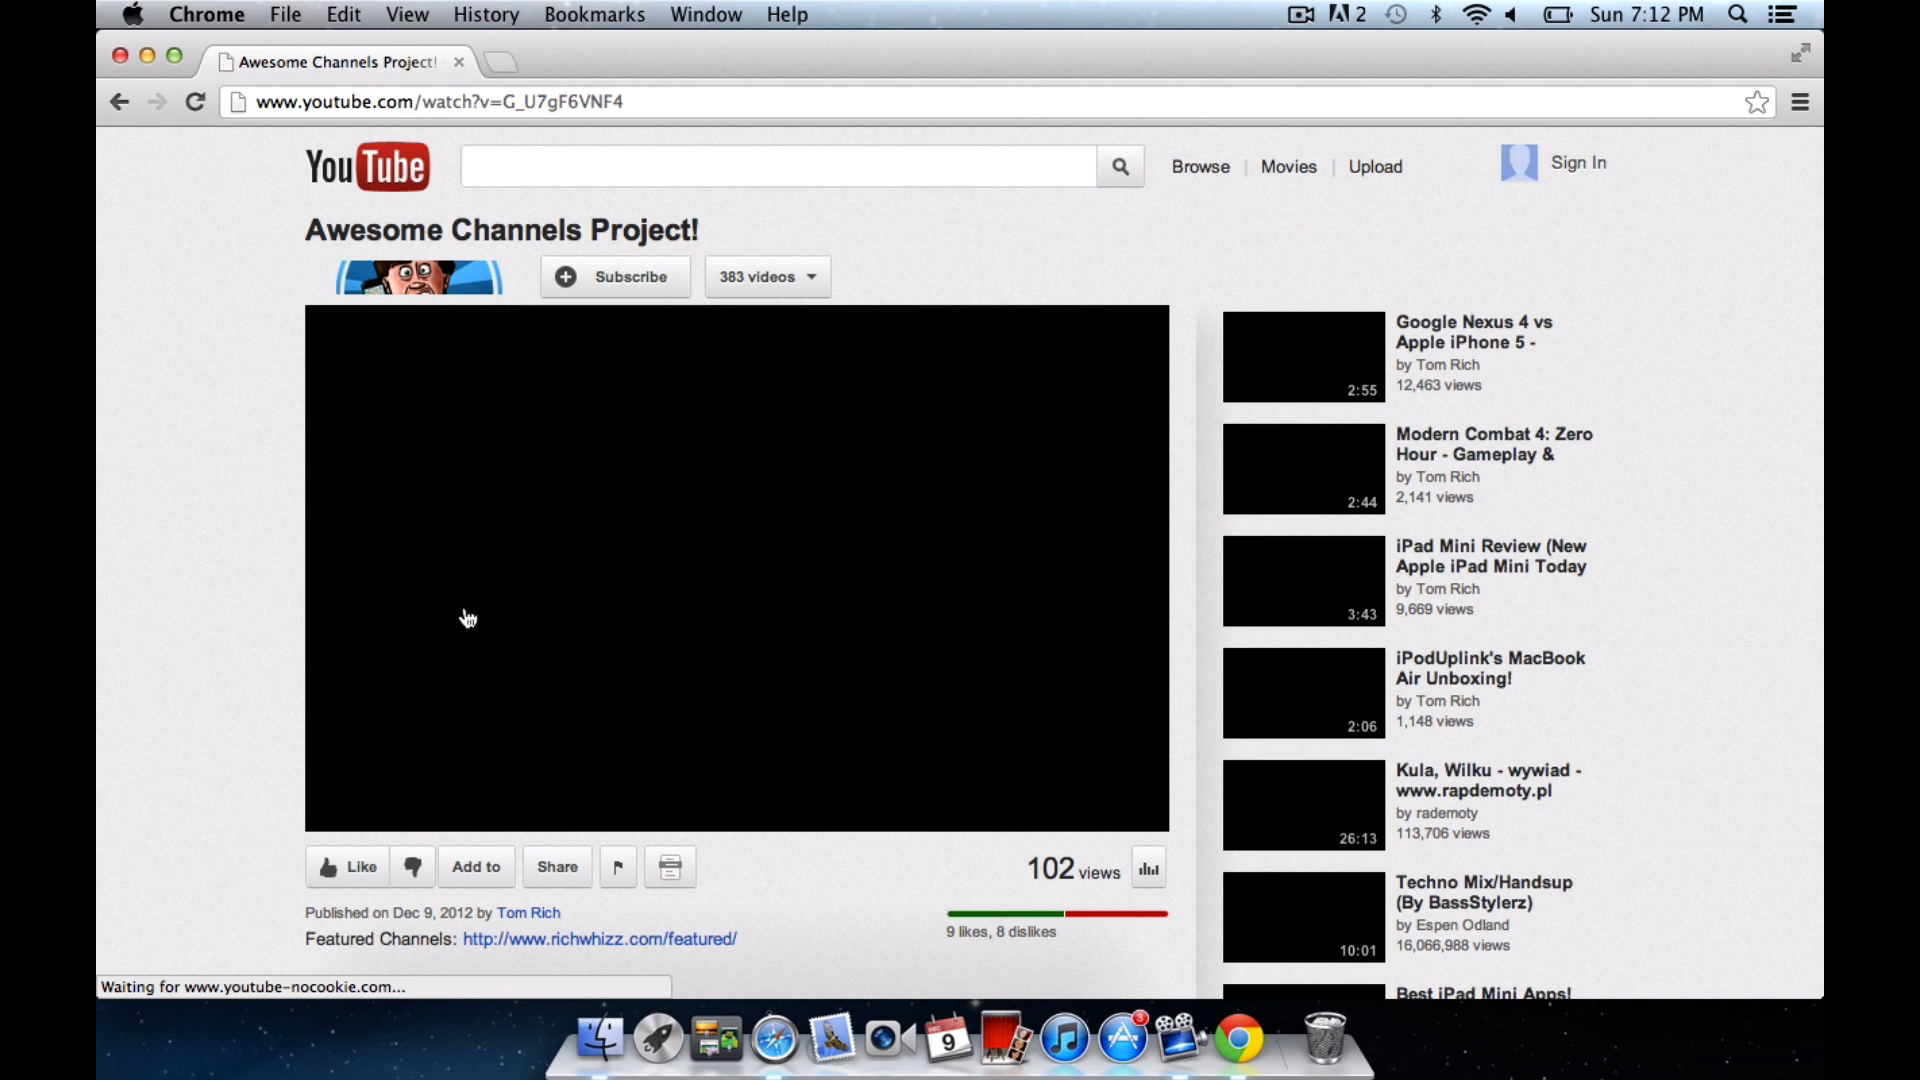 Chrome File Edit View History Bookmarks Window Help 2 Sun 7:12 PM
Awesome Channels Project!
www.youtube.com/watch?v=G_U7gF6VNF4
YouTube Browse Movies Upload Sign In
Awesome Channels Project!
Subscribe 383 videos
Google Nexus 4 vs
Apple iPhone 5 -
by Tom Rich
12,463 views
2:55
Modern Combat 4: Zero
Hour - Gameplay &
by Tom Rich
2,141 views
2:44
iPad Mini Review (New
Apple iPad Mini Today
by Tom Rich
9,669 views
3:43
iPodUplink's MacBook
Air Unboxing!
by Tom Rich
1,148 views
2:06
Kula, Wilku - wywiad -
www.rapdemoty.pl
by rademoty
113,706 views
26:13
Techno Mix/Handsup
(By BassStylerz)
by Espen Odland
16,066,988 views
10:01
Best iPad Mini Apps!
Like Add to Share 102 views
Published on Dec 9, 2012 by Tom Rich
9 likes, 8 dislikes
Featured Channels: http://www.richwhizz.com/featured/
Waiting for www.youtube-nocookie.com...
DEC
9
3